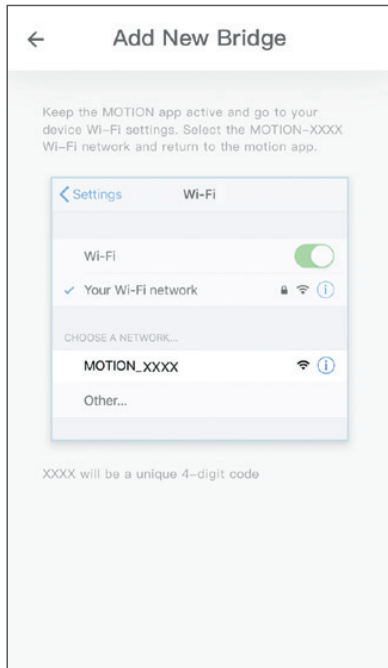 Add New Bridge
Keep the MOTION app active and go to your
device Wi-Fi settings. Select the MOTION-XXXX
Wi-Fi network and return to the motion app.
Settings Wi-Fi
Wi-Fi
Your Wi-Fi network
CHOOSE A NETWORK...
MOTION_XXXX
Other...
XXXX will be a unique 4-digit code